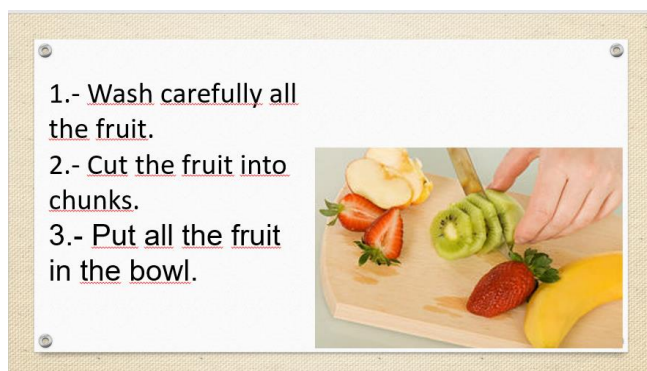 1.- Wash carefully all
the fruit.
2.- Cut the fruit into
chunks.
3.- Put all the fruit
in the bowl.